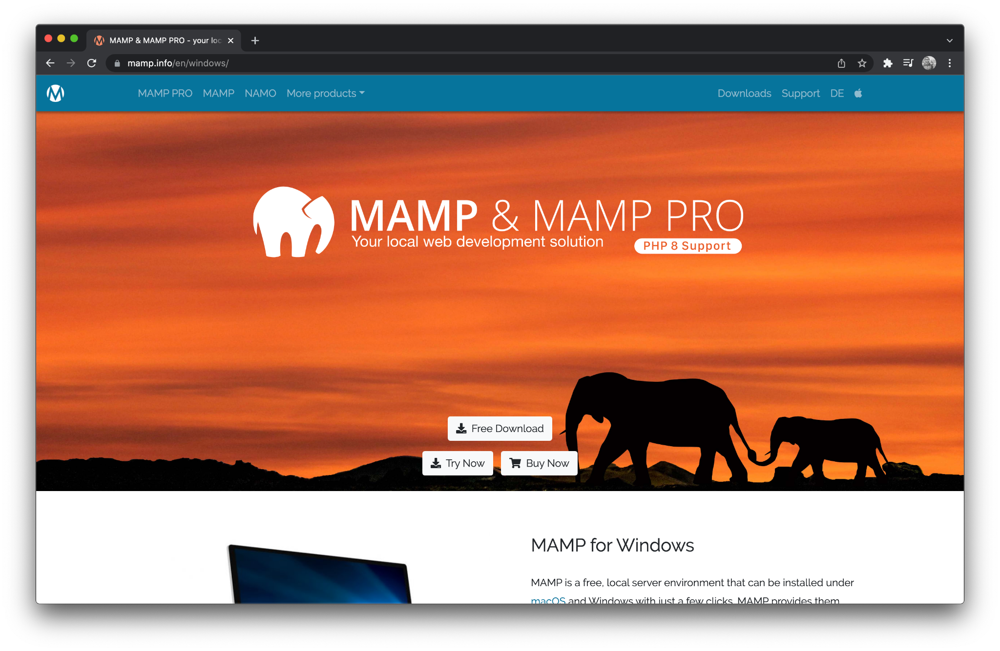 MAMP & MAMP PRO - your loc
mamp.info/en/windows/
MAMP PRO MAMP NAMO More products Downloads Support DE
MAMP & MAMP PRO
Your local web development solution
PHP 8 Support
Free Download
Try Now Buy Now
MAMP for Windows
MAMP is a free, local server environment that can be installed under
macOS and Windows with just a few clicks. MAMP provides them